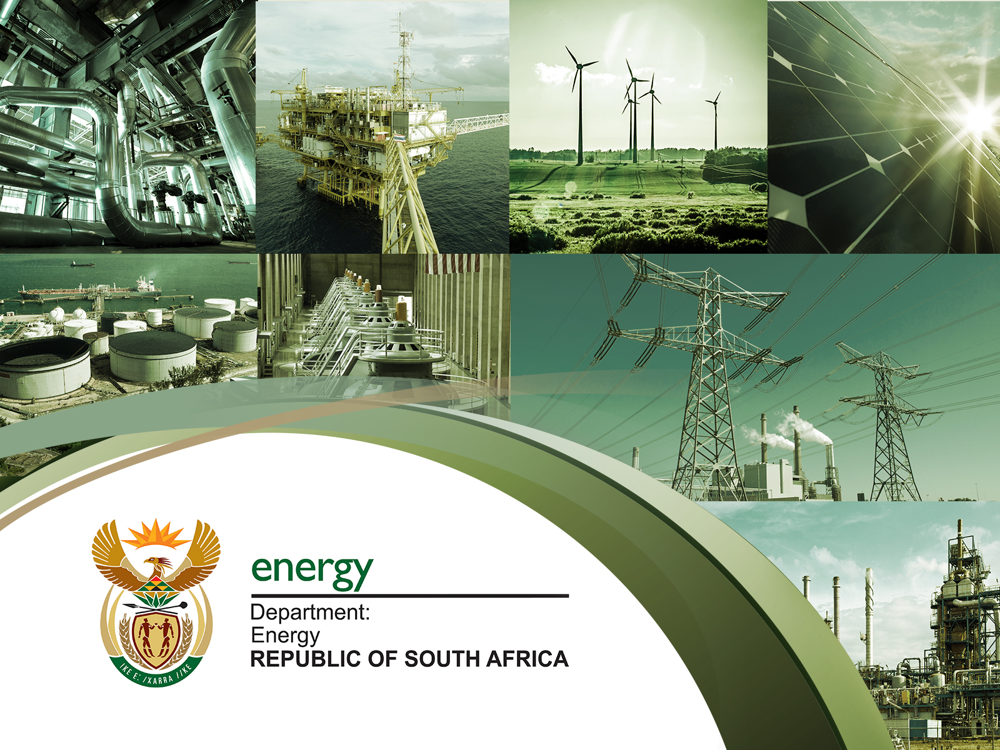 energy
Department:
Energy
REPUBLIC OF SOUTH AFRICA
!KE E: /XARRA //KE